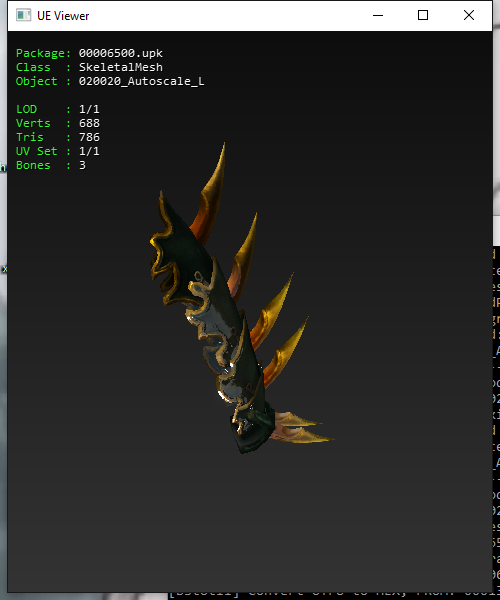 UE Viewer
Package: 00006500.upk
Class : SkeletalMesh
Object : 020020_Autoscale_L
LOD : 1/1
Verts : 688
Tris : 786
UV Set : 1/1
Bones : 3